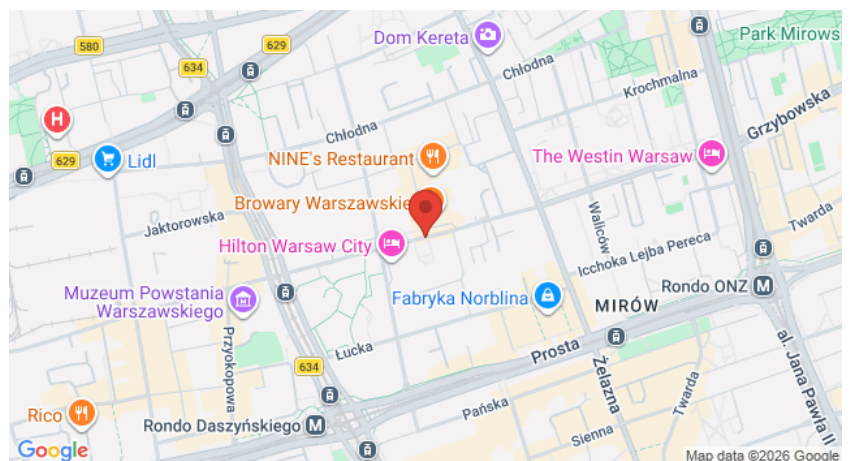 580
629
634
Dom Kereta
Park Mirows
Chłodna
Krochmalna
Grzybowska
H
Chłodna
629
Lidl
NINE's Restaurant
The Westin Warsaw
Browary Warszawskie
Jaktorowska
Waliców
Twarda
Hilton Warsaw City
Icchoka Lejba Pereca
Muzeum Powstania
Warszawskiego
Fabryka Norblina
Rondo ONZ M
MIRÓW
Przyokopowa
Łucka
Prosta
634
Żelazna
al. Jana Pawła II
Rico
Rondo Daszyńskiego M
Pańska
Twarda
Sienna
Google
Map data ©2026 Google